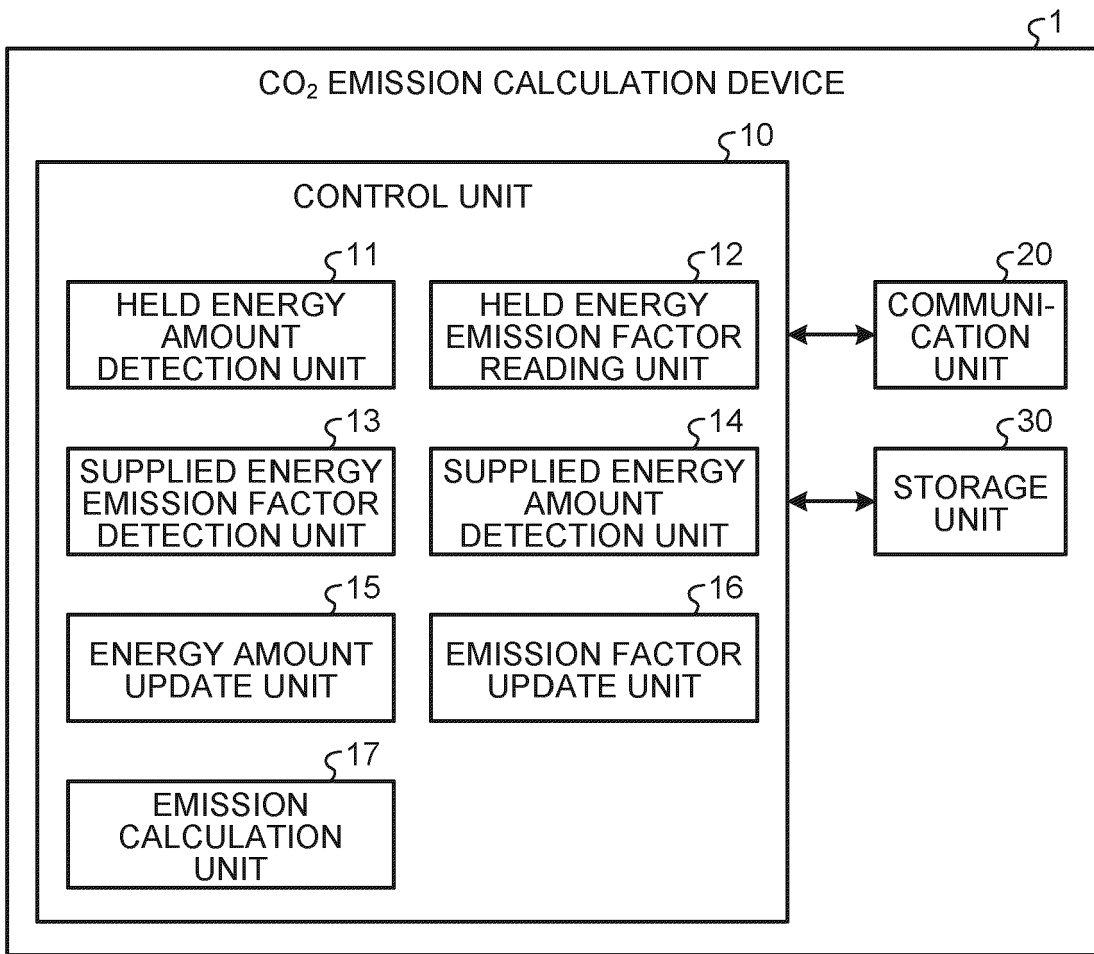 1
CO₂ EMISSION CALCULATION DEVICE
10
CONTROL UNIT
11
HELD ENERGY
AMOUNT
DETECTION UNIT
12
HELD ENERGY
EMISSION FACTOR
READING UNIT
20
COMMUNI-
CATION
UNIT
13
SUPPLIED ENERGY
EMISSION FACTOR
DETECTION UNIT
14
SUPPLIED ENERGY
AMOUNT
DETECTION UNIT
30
STORAGE
UNIT
15
ENERGY AMOUNT
UPDATE UNIT
16
EMISSION FACTOR
UPDATE UNIT
17
EMISSION
CALCULATION
UNIT